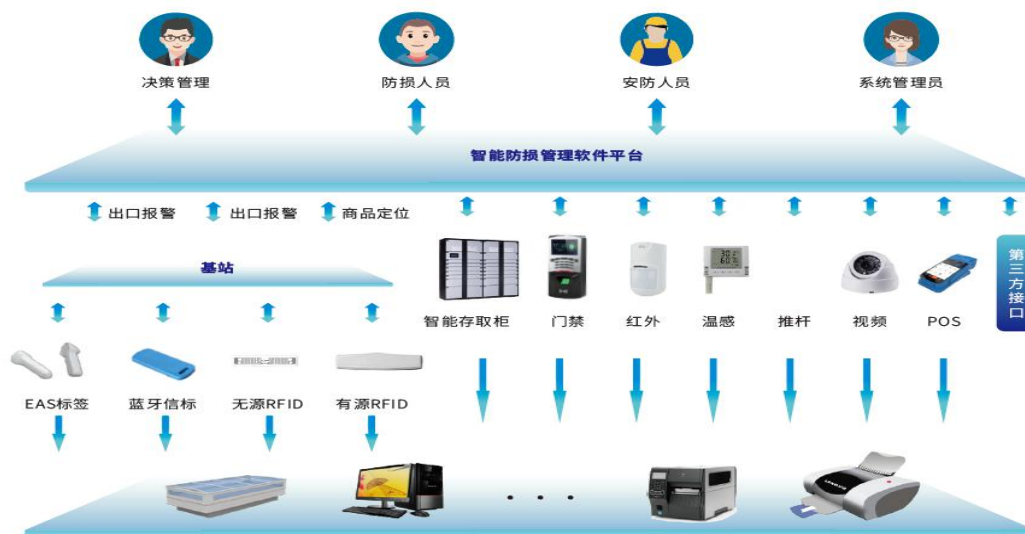 决策管理
防损人员
安防人员
系统管理员
智能防损管理软件平台
出口报警
出口报警
商品定位
基站
第三方接口
智能存取柜
门禁
红外
温感
推杆
视频
POS
EAS标签
蓝牙信标
无源RFID
有源RFID